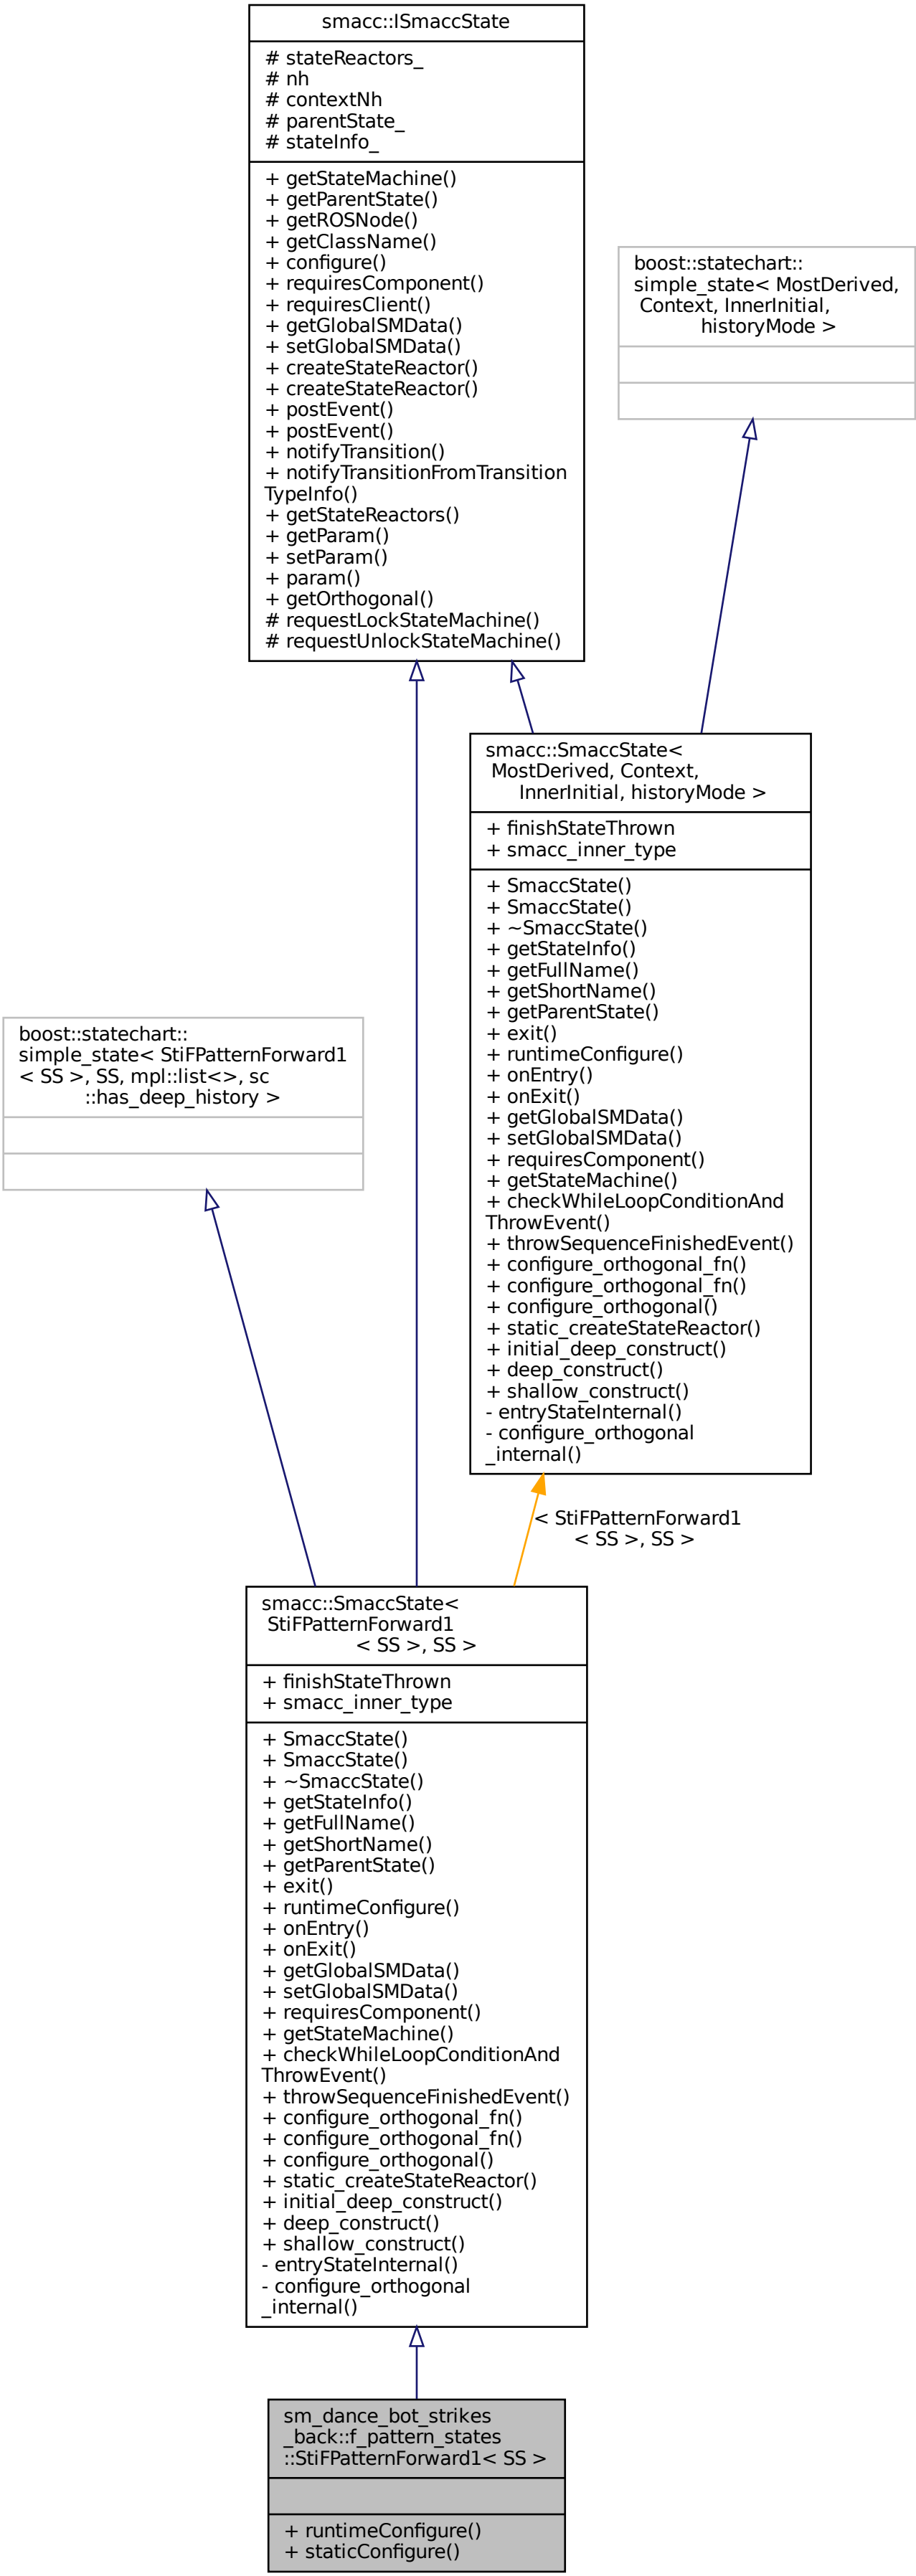 smacc::ISmaccState
# stateReactors_
# nh
# contextNh
# parentState_
# stateInfo_
+ getStateMachine()
+ getParentState()
+ getROSNode()
+ getClassName()
+ configure()
+ requiresComponent()
+ requiresClient()
+ getGlobalSMData()
+ setGlobalSMData()
+ createStateReactor()
+ createStateReactor()
+ postEvent()
+ postEvent()
+ notifyTransition()
+ notifyTransitionFromTransition
TypeInfo()
+ getStateReactors()
+ getParam()
+ setParam()
+ param()
+ getOrthogonal()
# requestLockStateMachine()
# requestUnlockStateMachine()
boost::statechart::
simple_state< MostDerived,
Context, InnerInitial,
historyMode >
smacc::SmaccState<
MostDerived, Context,
InnerInitial, historyMode >
+ finishStateThrown
+ smacc_inner_type
+ SmaccState()
+ SmaccState()
+ ~SmaccState()
+ getStateInfo()
+ getFullName()
+ getShortName()
+ getParentState()
+ exit()
+ runtimeConfigure()
+ onEntry()
+ onExit()
+ getGlobalSMData()
+ setGlobalSMData()
+ requiresComponent()
+ getStateMachine()
+ checkWhileLoopConditionAnd
ThrowEvent()
+ throwSequenceFinishedEvent()
+ configure_orthogonal_fn()
+ configure_orthogonal_fn()
+ configure_orthogonal()
+ static_createStateReactor()
+ initial_deep_construct()
+ deep_construct()
+ shallow_construct()
- entryStateInternal()
- configure_orthogonal
_internal()
boost::statechart::
simple_state< StiFPatternForward1
< SS >, SS, mpl::list<>, sc
::has_deep_history >
< StiFPatternForward1
< SS >, SS >
smacc::SmaccState<
StiFPatternForward1
< SS >, SS >
+ finishStateThrown
+ smacc_inner_type
+ SmaccState()
+ SmaccState()
+ ~SmaccState()
+ getStateInfo()
+ getFullName()
+ getShortName()
+ getParentState()
+ exit()
+ runtimeConfigure()
+ onEntry()
+ onExit()
+ getGlobalSMData()
+ setGlobalSMData()
+ requiresComponent()
+ getStateMachine()
+ checkWhileLoopConditionAnd
ThrowEvent()
+ throwSequenceFinishedEvent()
+ configure_orthogonal_fn()
+ configure_orthogonal_fn()
+ configure_orthogonal()
+ static_createStateReactor()
+ initial_deep_construct()
+ deep_construct()
+ shallow_construct()
- entryStateInternal()
- configure_orthogonal
_internal()
sm_dance_bot_strikes
_back::f_pattern_states
::StiFPatternForward1< SS >
+ runtimeConfigure()
+ staticConfigure()